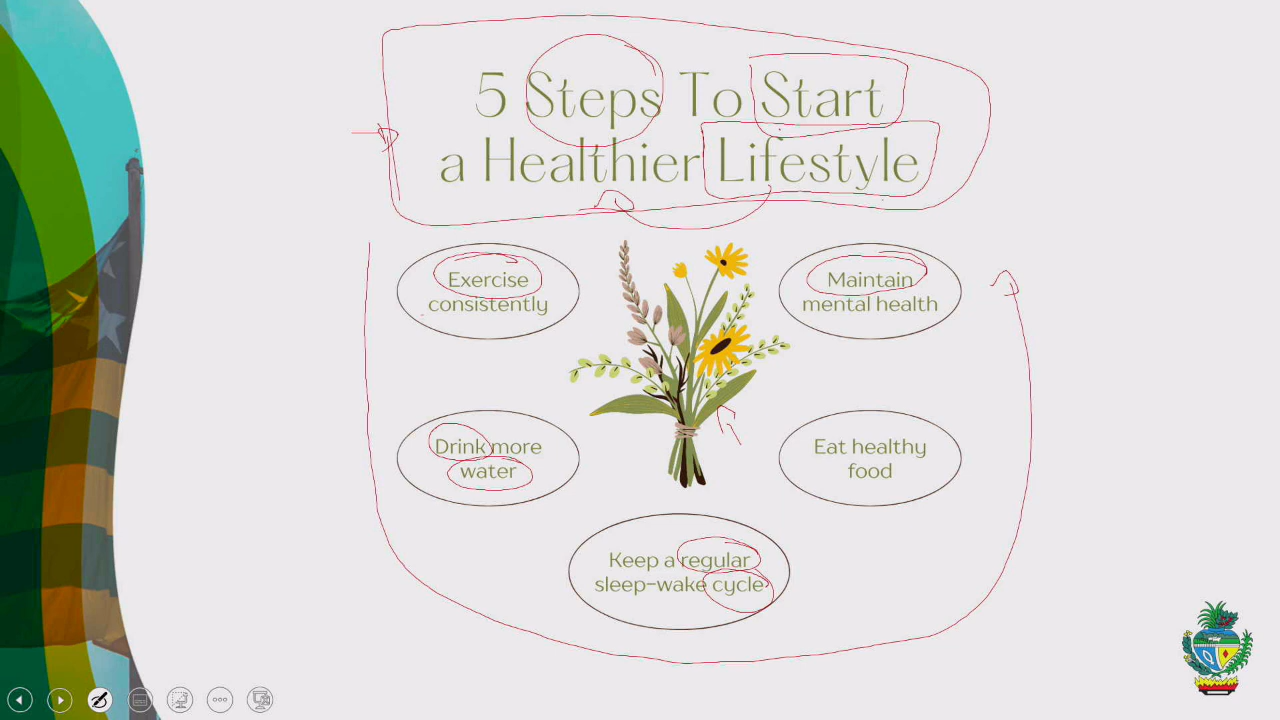 5 Steps To Start
a Healthier Lifestyle
Exercise
consistently
Maintain
mental health
Drink more
water
Eat healthy
food
Keep a regular
sleep-wake cycle